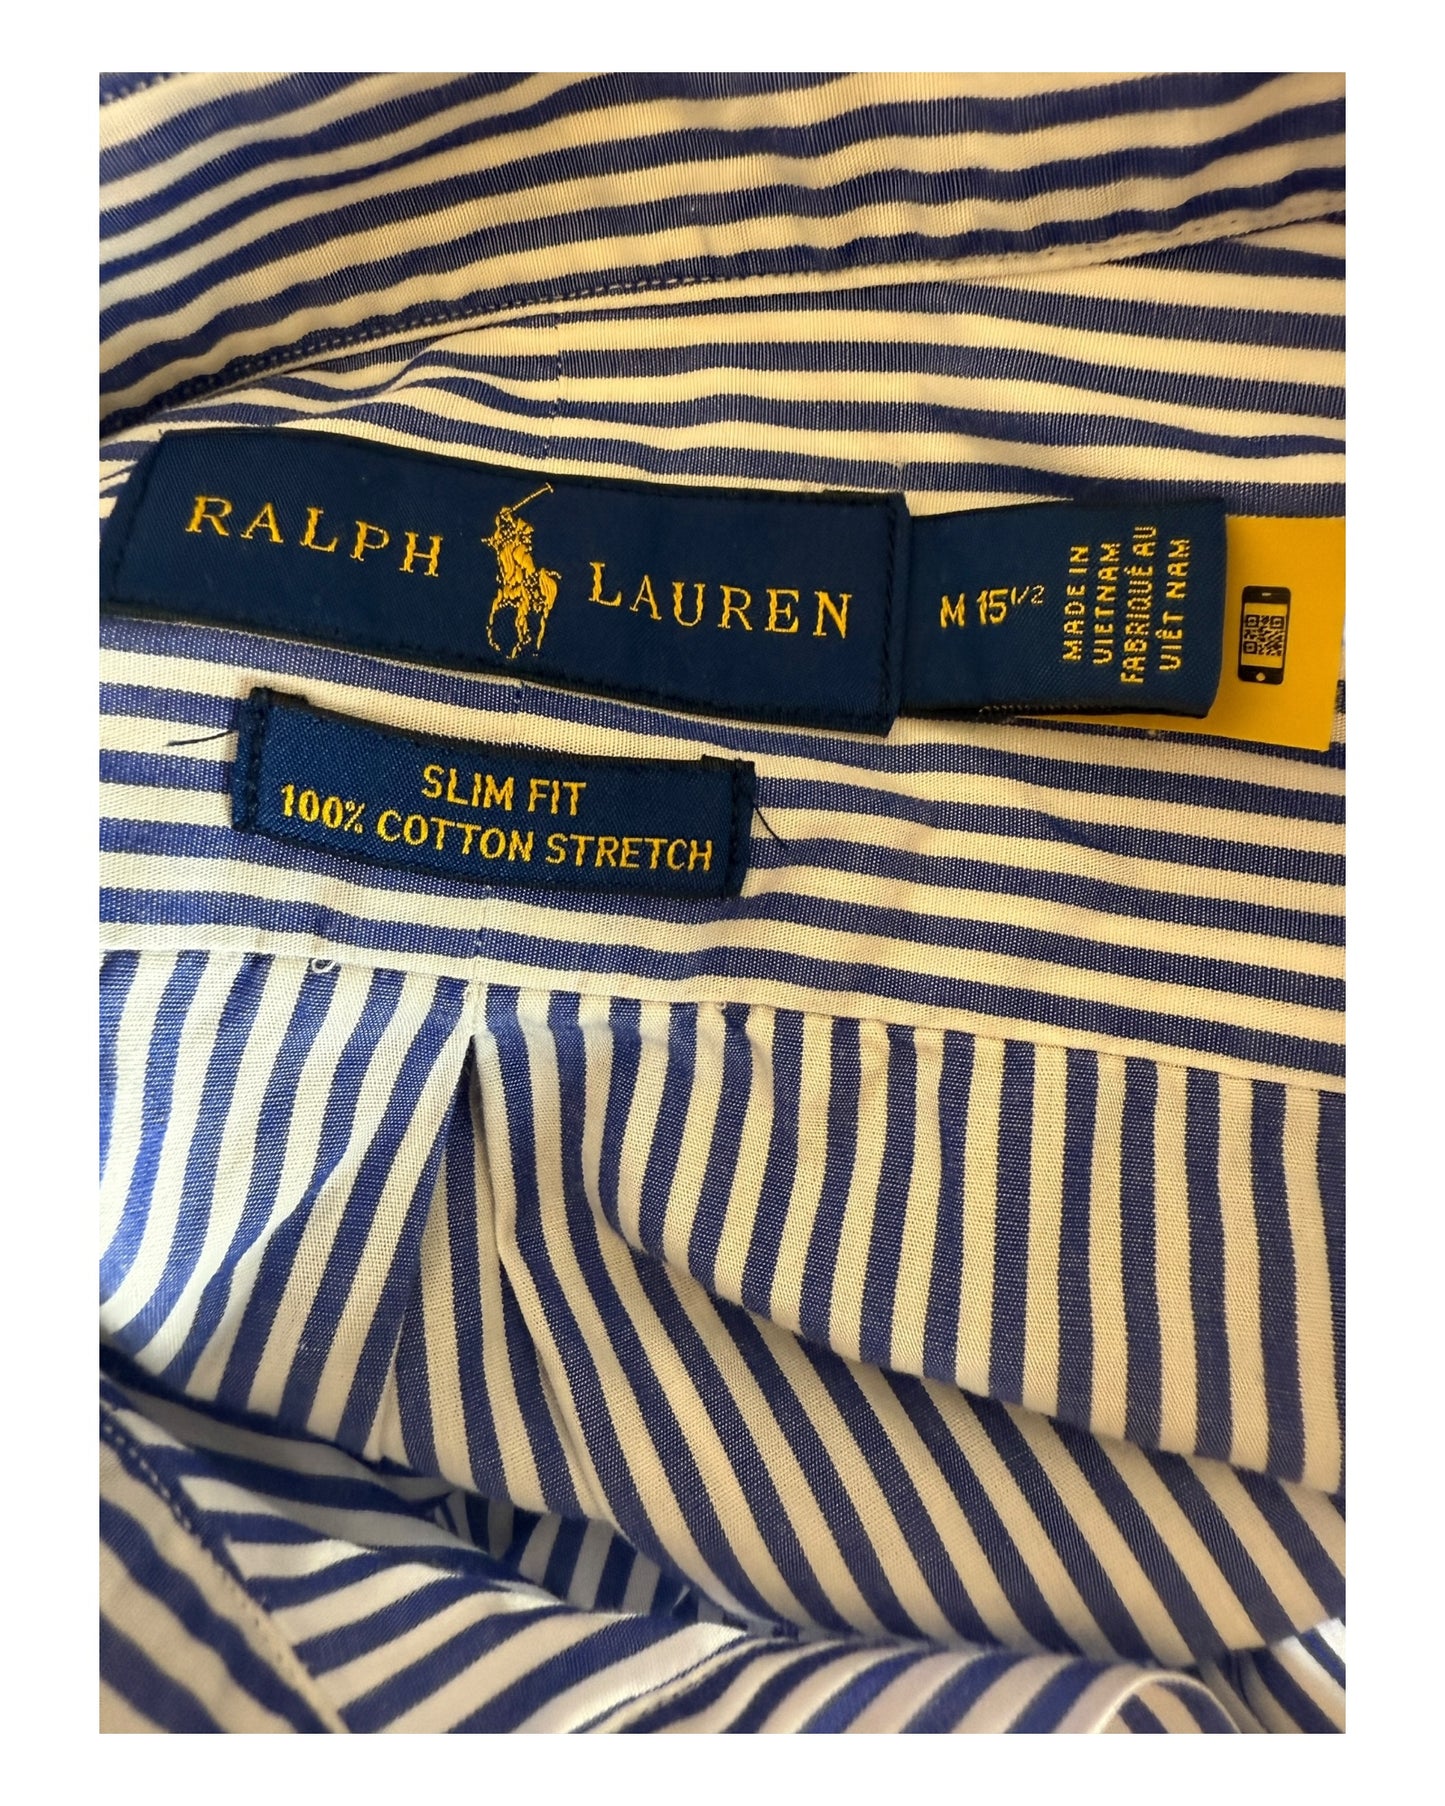 RALPH LAUREN
M 15 1/2
MADE IN
VIETNAM
FABRIQUÉ AU
VIÊT NAM
SLIM FIT
100% COTTON STRETCH